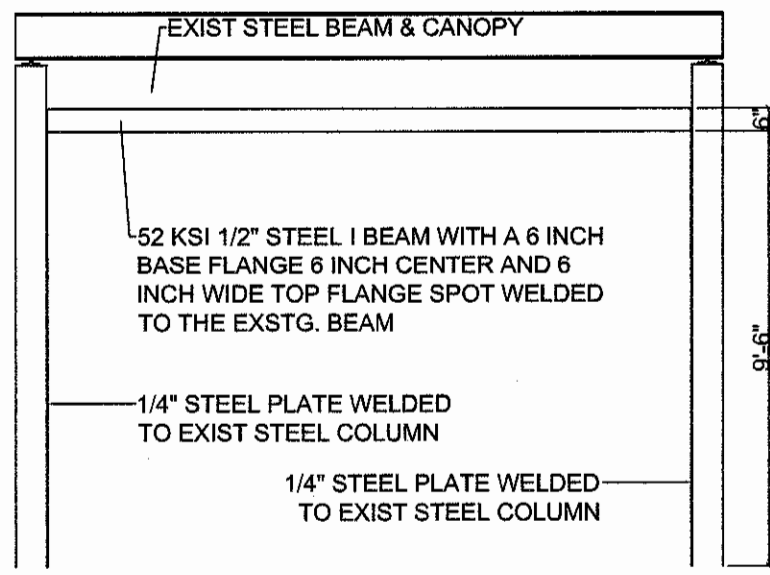 EXIST STEEL BEAM & CANOPY
6"
52 KSI 1/2" STEEL I BEAM WITH A 6 INCH
BASE FLANGE 6 INCH CENTER AND 6
INCH WIDE TOP FLANGE SPOT WELDED
TO THE EXSTG. BEAM
9'-6"
1/4" STEEL PLATE WELDED
TO EXIST STEEL COLUMN
1/4" STEEL PLATE WELDED
TO EXIST STEEL COLUMN